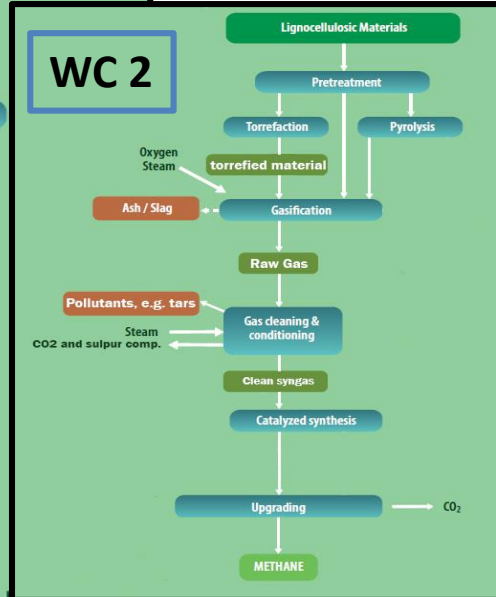 WC 2
Lignocellulosic Materials
Pretreatment
Torrefaction
Pyrolysis
Oxygen
Steam
torrefied material
Ash / Slag
Gasification
Raw Gas
Pollutants, e.g. tars
Gas cleaning &
conditioning
Steam
CO2 and sulpur comp.
Clean syngas
Catalyzed synthesis
Upgrading
CO₂
METHANE